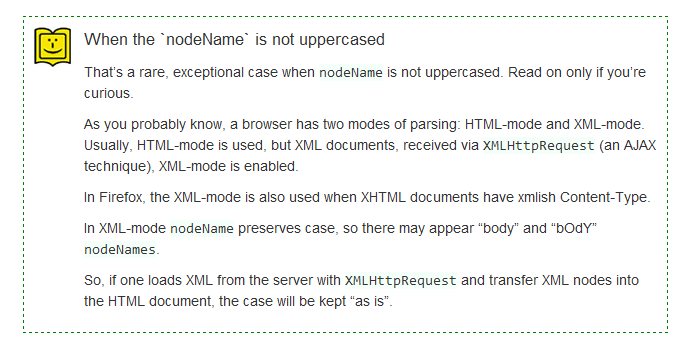 When the `nodeName` is not uppercased
That's a rare, exceptional case when nodeName is not uppercased. Read on only if you're
curious.
As you probably know, a browser has two modes of parsing: HTML-mode and XML-mode.
Usually, HTML-mode is used, but XML documents, received via XMLHttpRequest (an AJAX
technique), XML-mode is enabled.
In Firefox, the XML-mode is also used when XHTML documents have xmlish Content-Type.
In XML-mode nodeName preserves case, so there may appear “body” and “bOdY”
nodeNames.
So, if one loads XML from the server with XMLHttpRequest and transfer XML nodes into
the HTML document, the case will be kept “as is”.